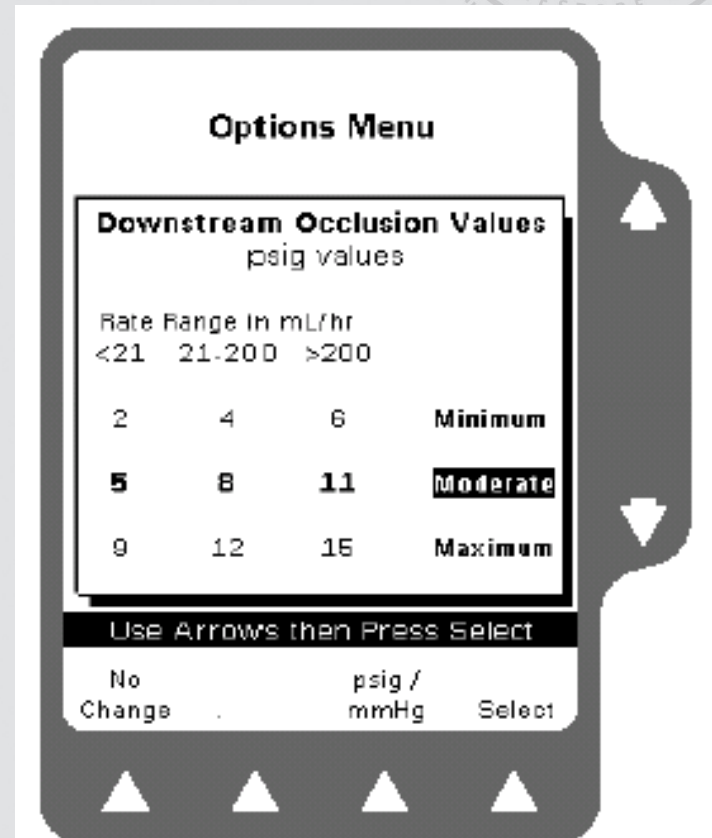 Options Menu
Downstream Occlusion Values
psig values
Rate Range in mL/hr
<21 21-200 >200
2 4 6 Minimum
5 8 11 Moderate
9 12 15 Maximum
Use Arrows then Press Select
No Change . psig / mmHg Select